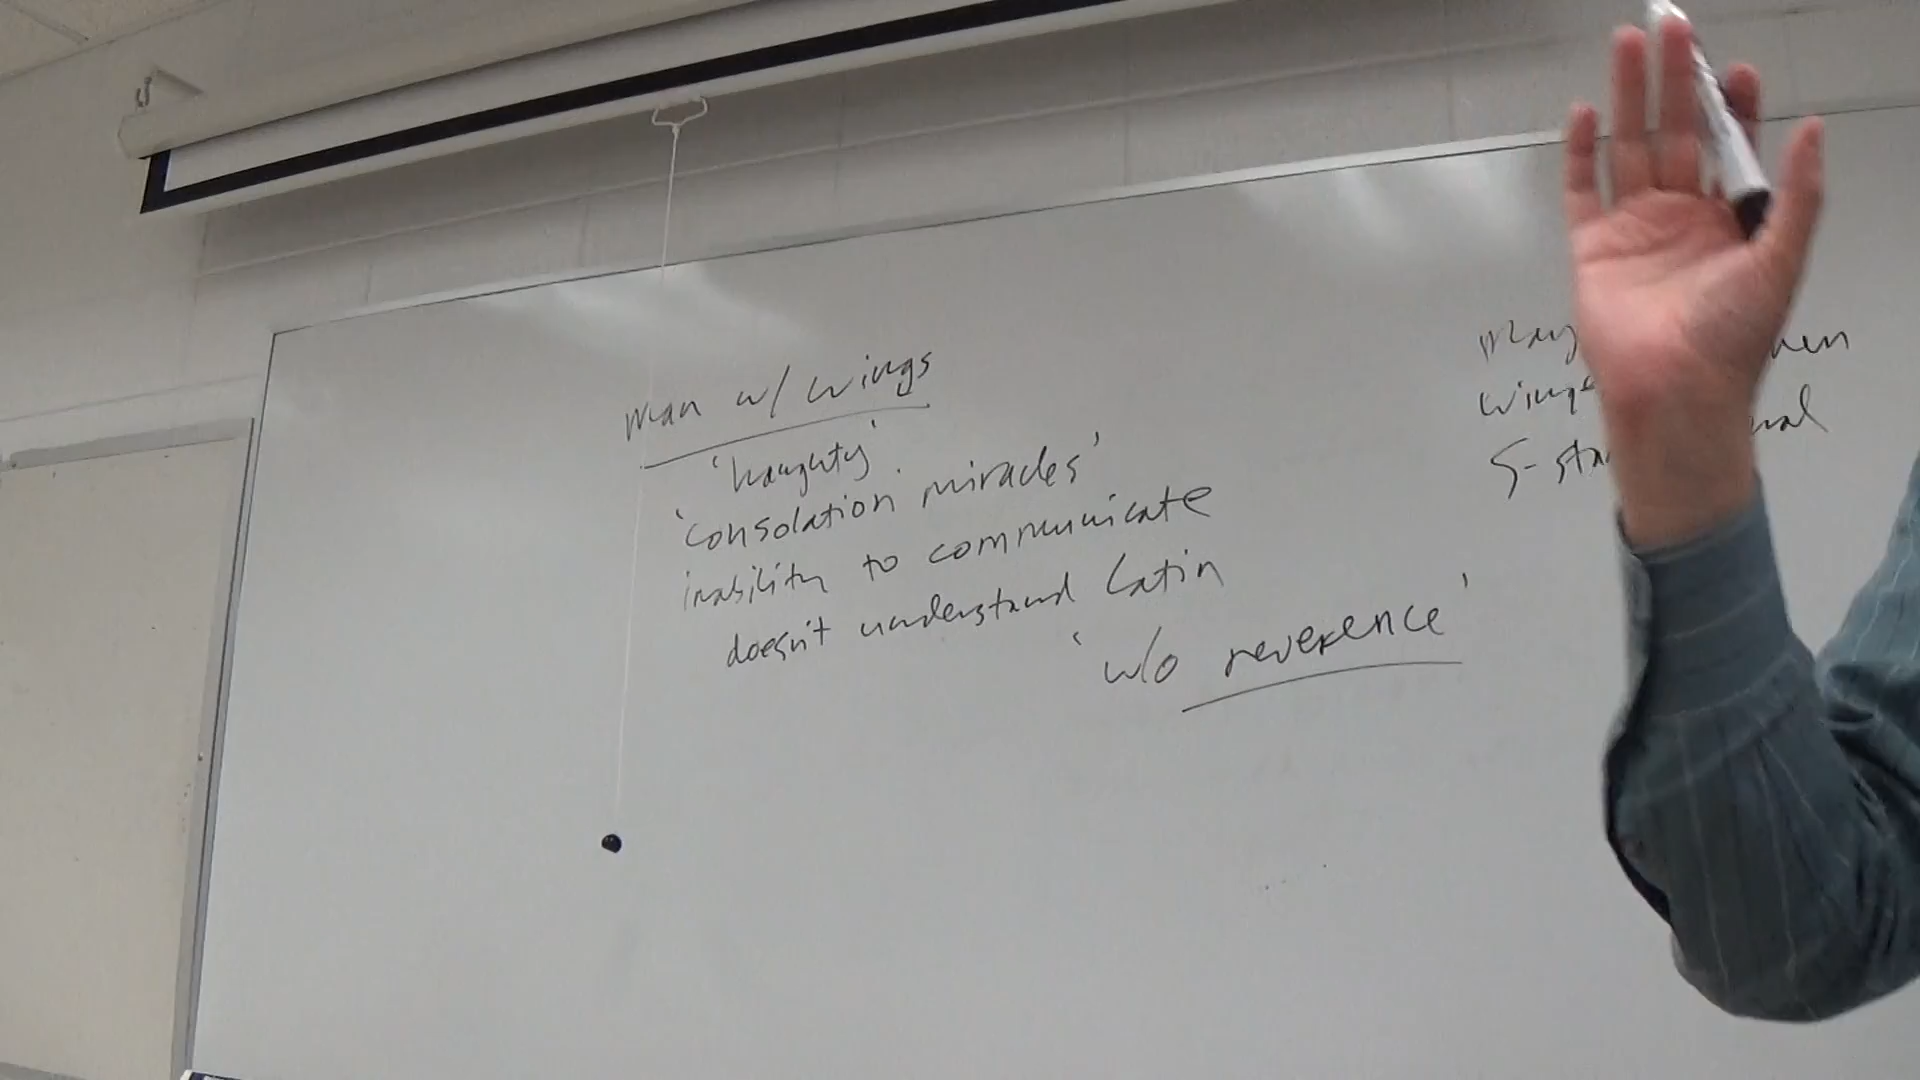 man w/ wings
'haughty'
'consolation miracles'
inability to communicate
doesn't understand Latin
'w/o reverence'